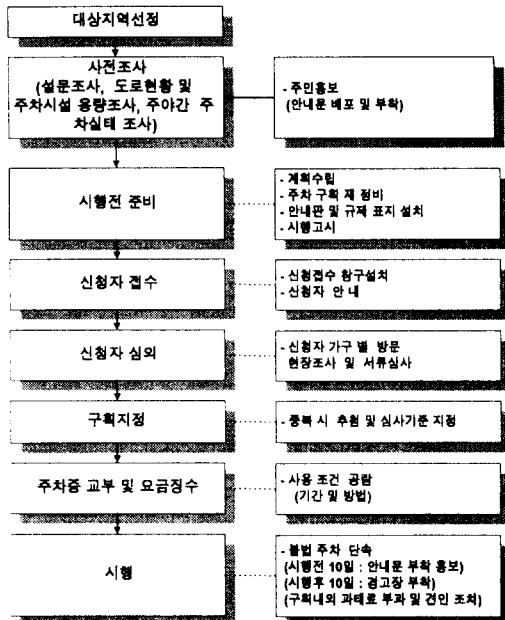 대상지역선정
사전조사
(설문조사, 도로현황 및
주차시설 용량조사, 주야간 주
차실태 조사)
- 주민홍보
(안내문 배포 및 부착)
시행전 준비
- 계획수립
- 주차 구획 재 정비
- 안내판 및 규제 표지 설치
- 시행고시
신청자 접수
- 신청접수 창구설치
- 신청자 안내
신청자 심의
- 신청자 가구 별 방문
현장조사 및 서류심사
구획지정
- 중복 시 추첨 및 심사기준 지정
주차증 교부 및 요금징수
- 사용 조건 공람
(기간 및 방법)
시행
- 불법 주차 단속
(시행전 10일 : 안내문 부착 홍보)
(시행후 10일 : 경고장 부착)
(구획내외 과태료 부과 및 견인 조치)